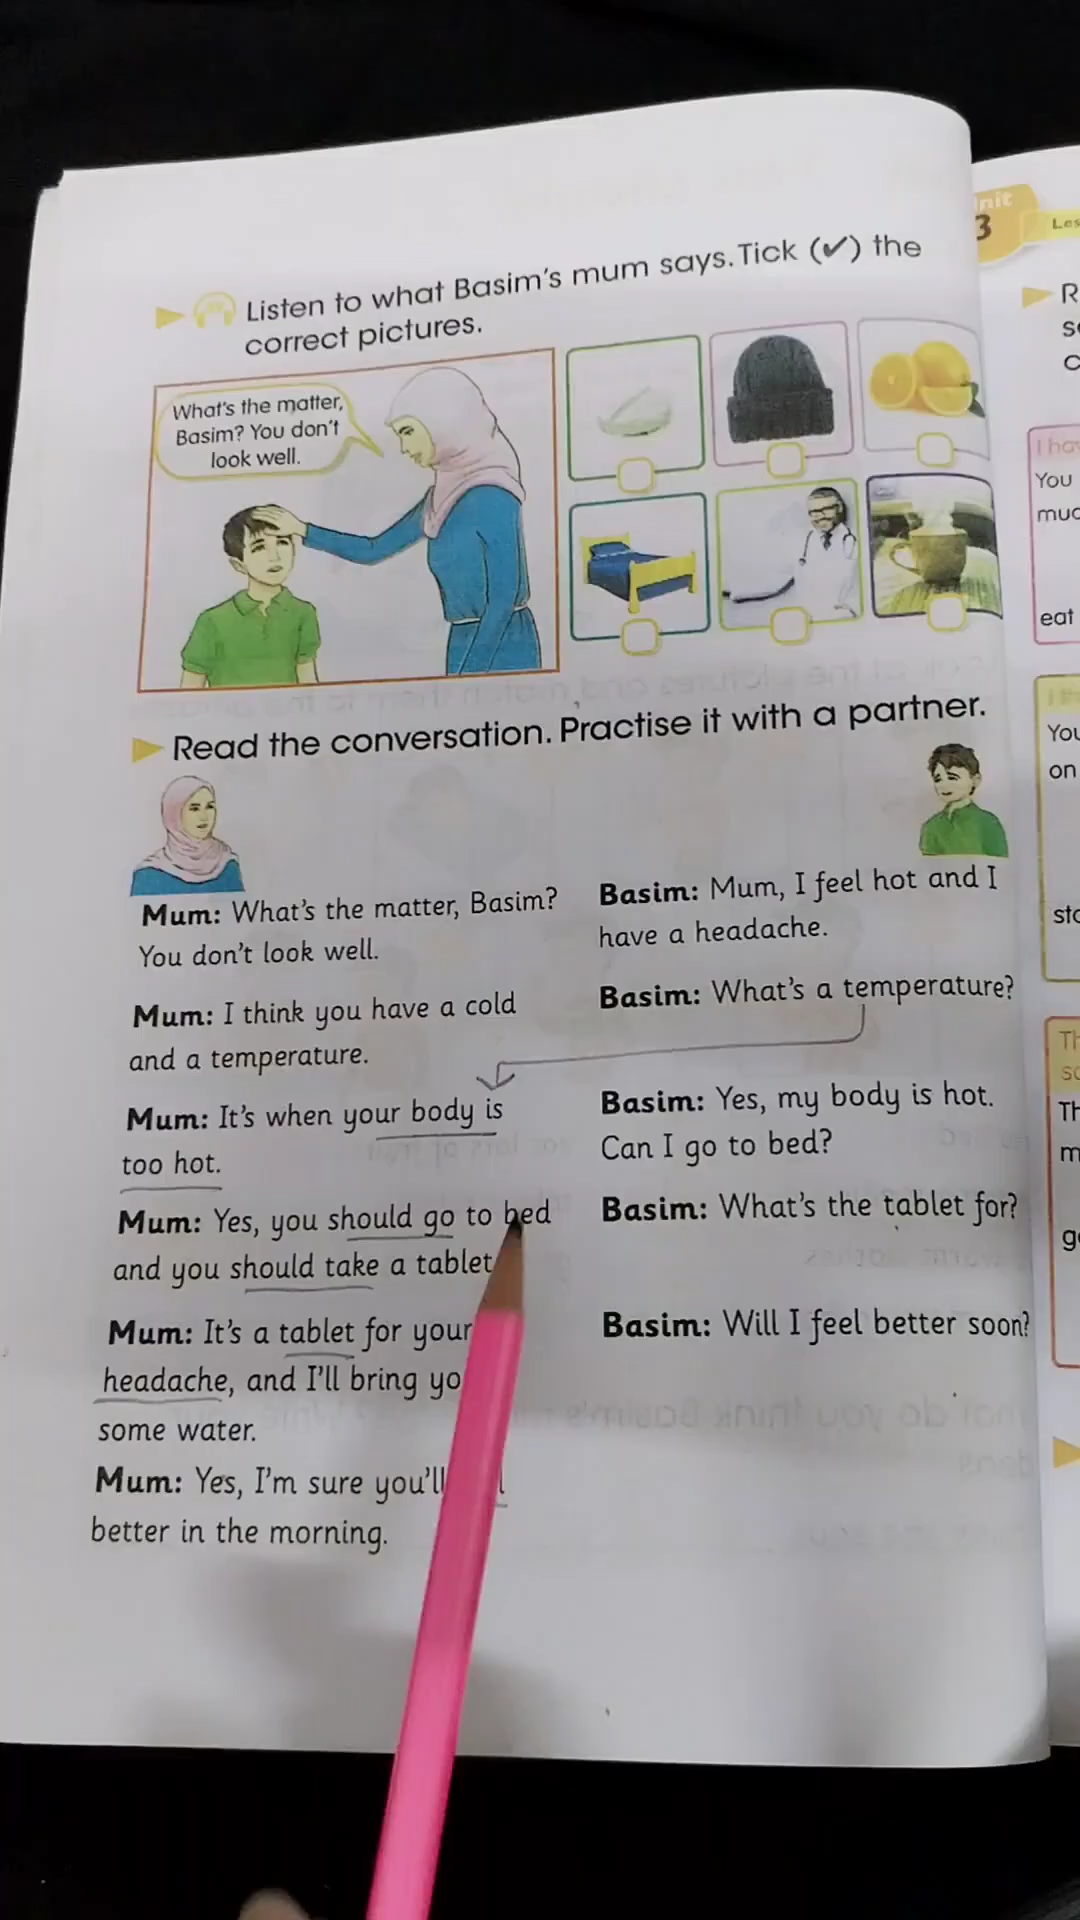 Listen to what Basim's mum says. Tick (✔) the
correct pictures.
What's the matter,
Basim? You don't
look well.
Read the conversation. Practise it with a partner.
Mum: What's the matter, Basim?
You don't look well.
Basim: Mum, I feel hot and I
have a headache.
Mum: I think you have a cold
and a temperature.
Basim: What's a temperature?
Mum: It's when your body is
too hot.
Basim: Yes, my body is hot.
Can I go to bed?
Mum: Yes, you should go to bed
and you should take a tablet
Basim: What's the tablet for?
Mum: It's a tablet for your
headache, and I'll bring
some water.
Basim: Will I feel better soon?
Mum: Yes, I'm sure you'll
better in the morning.
3
You
muc
eat
You
on